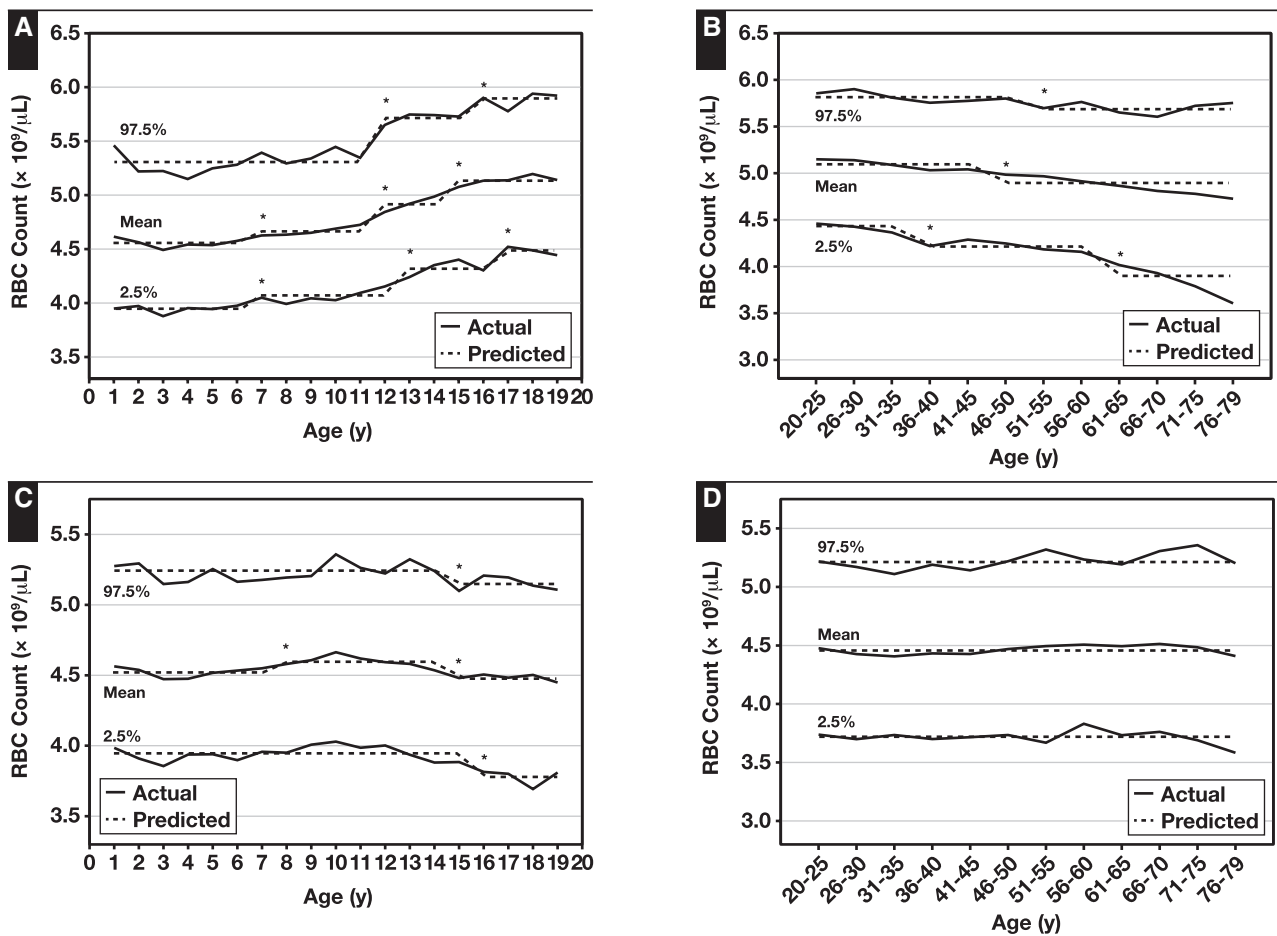 A
6.5
6.0
5.5
5.0
4.5
4.0
3.5
RBC Count (× 10⁹/μL)
97.5%
Mean
2.5%
* * * * * * * *
Actual
Predicted
0 1 2 3 4 5 6 7 8 9 10 11 12 13 14 15 16 17 18 19 20
Age (y)
B
6.5
6.0
5.5
5.0
4.5
4.0
3.5
3.0
RBC Count (× 10⁹/μL)
97.5%
Mean
2.5%
* * * *
Actual
Predicted
20-25 26-30 31-35 36-40 41-45 46-50 51-55 56-60 61-65 66-70 71-75 76-79
Age (y)
C
5.5
5.0
4.5
4.0
3.5
RBC Count (× 10⁹/μL)
97.5%
Mean
2.5%
* * * *
Actual
Predicted
0 1 2 3 4 5 6 7 8 9 10 11 12 13 14 15 16 17 18 19 20
Age (y)
D
5.5
5.0
4.5
4.0
3.5
3.0
RBC Count (× 10⁹/μL)
97.5%
Mean
2.5%
Actual
Predicted
20-25 26-30 31-35 36-40 41-45 46-50 51-55 56-60 61-65 66-70 71-75 76-79
Age (y)